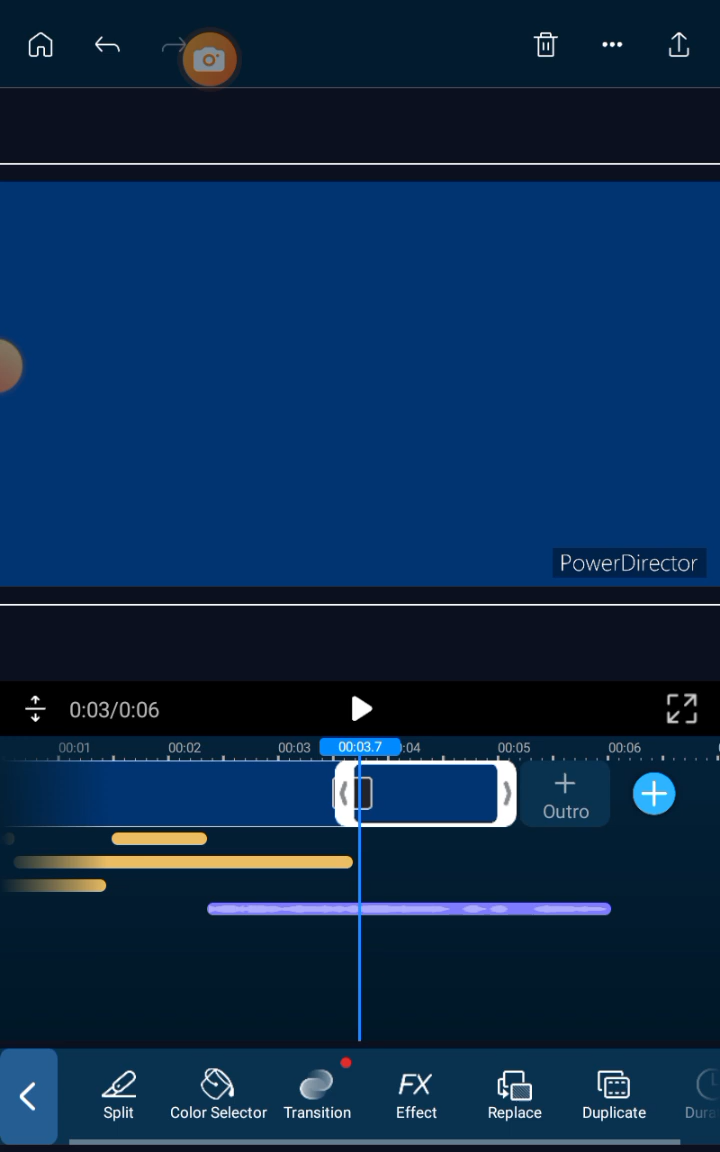 PowerDirector
0:03/0:06
00:01 00:02 00:03 00:03.7 :04 00:05 00:06
Outro
Split Color Selector Transition FX Effect Replace Duplicate Dura